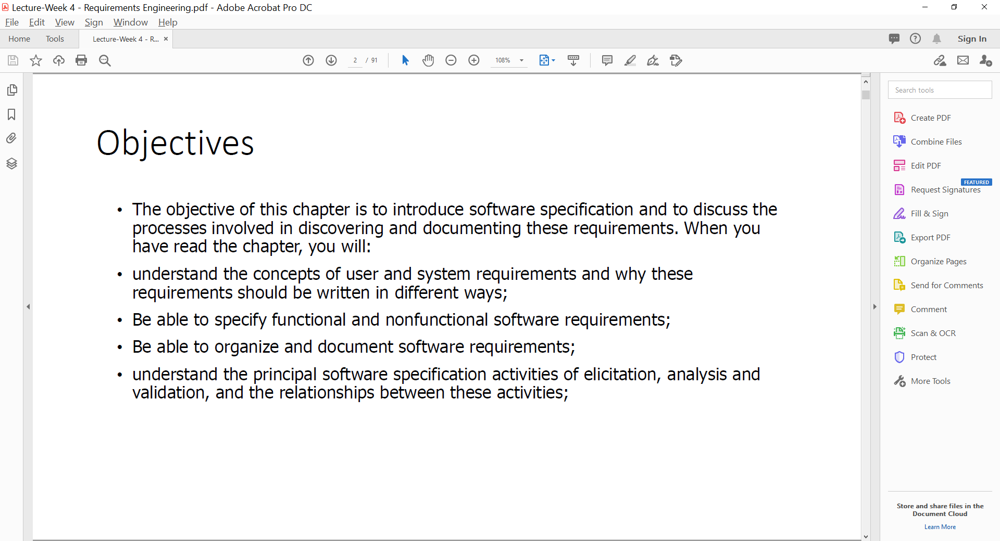 Lecture-Week 4 - Requirements Engineering.pdf - Adobe Acrobat Pro DC
File Edit View Sign Window Help
Home Tools Lecture-Week 4 - R... Sign In
2 / 91 108%
Search tools
Objectives
• The objective of this chapter is to introduce software specification and to discuss the
processes involved in discovering and documenting these requirements. When you
have read the chapter, you will:
• understand the concepts of user and system requirements and why these
requirements should be written in different ways;
• Be able to specify functional and nonfunctional software requirements;
• Be able to organize and document software requirements;
• understand the principal software specification activities of elicitation, analysis and
validation, and the relationships between these activities;
Create PDF
Combine Files
Edit PDF
FEATURED
Request Signatures
Fill & Sign
Export PDF
Organize Pages
Send for Comments
Comment
Scan & OCR
Protect
More Tools
Store and share files in the
Document Cloud
Learn More